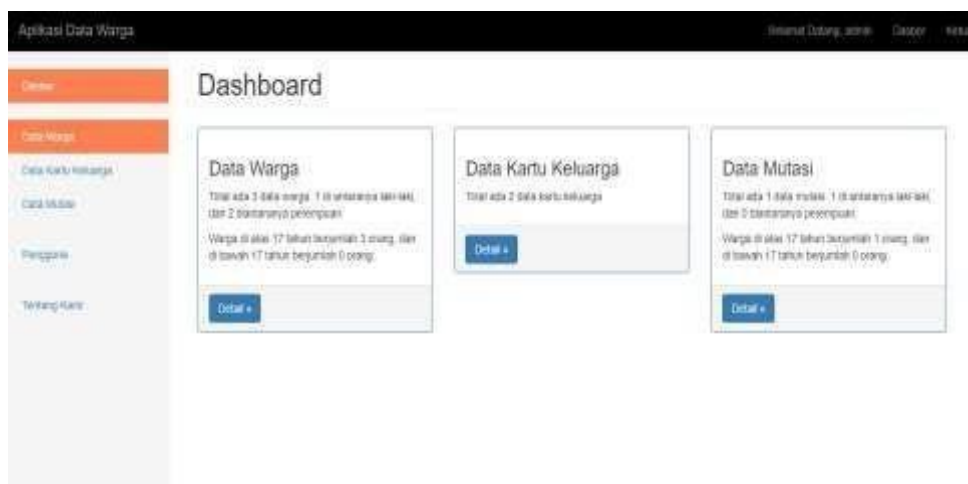 Aplikasi Data Warga
Selamat Datang, admin
Dasbor
Dasbor
Data Warga
Data Kartu Keluarga
Data Mutasi
Pengguna
Tentang Kami
Dashboard
Data Warga
Total ada 3 data warga. 1 di antaranya laki-laki,
dan 2 diantaranya perempuan.
Warga di atas 17 tahun berjumlah 3 orang, dan
di bawah 17 tahun berjumlah 0 orang.
Detail »
Data Kartu Keluarga
Total ada 2 data kartu keluarga
Detail »
Data Mutasi
Total ada 1 data mutasi. 1 di antaranya laki-laki,
dan 0 diantaranya perempuan.
Warga di atas 17 tahun berjumlah 1 orang, dan
di bawah 17 tahun berjumlah 0 orang.
Detail »